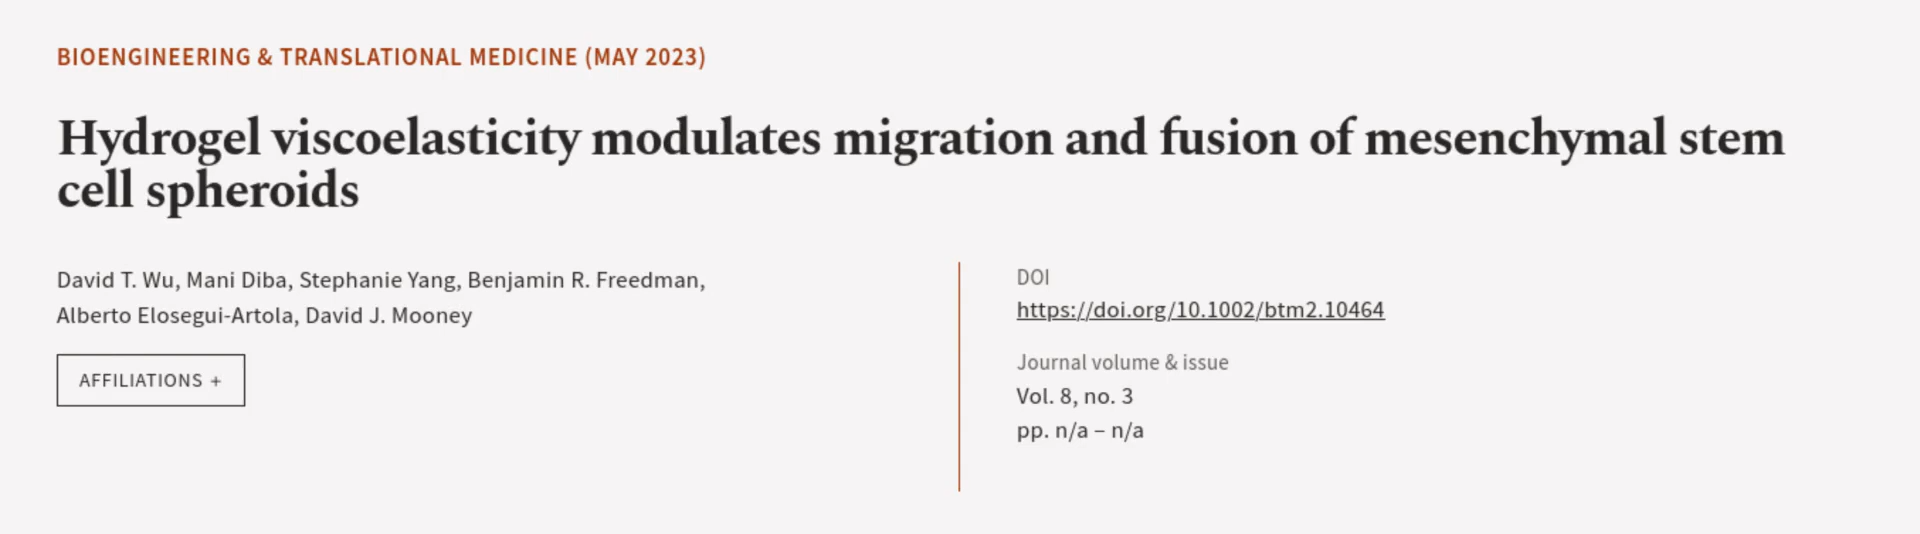 BIOENGINEERING & TRANSLATIONAL MEDICINE (MAY 2023)
Hydrogel viscoelasticity modulates migration and fusion of mesenchymal stem
cell spheroids
David T. Wu, Mani Diba, Stephanie Yang, Benjamin R. Freedman,
Alberto Elosegui‐Artola, David J. Mooney
AFFILIATIONS +
DOI
https://doi.org/10.1002/btm2.10464
Journal volume & issue
Vol. 8, no. 3
pp. n/a – n/a